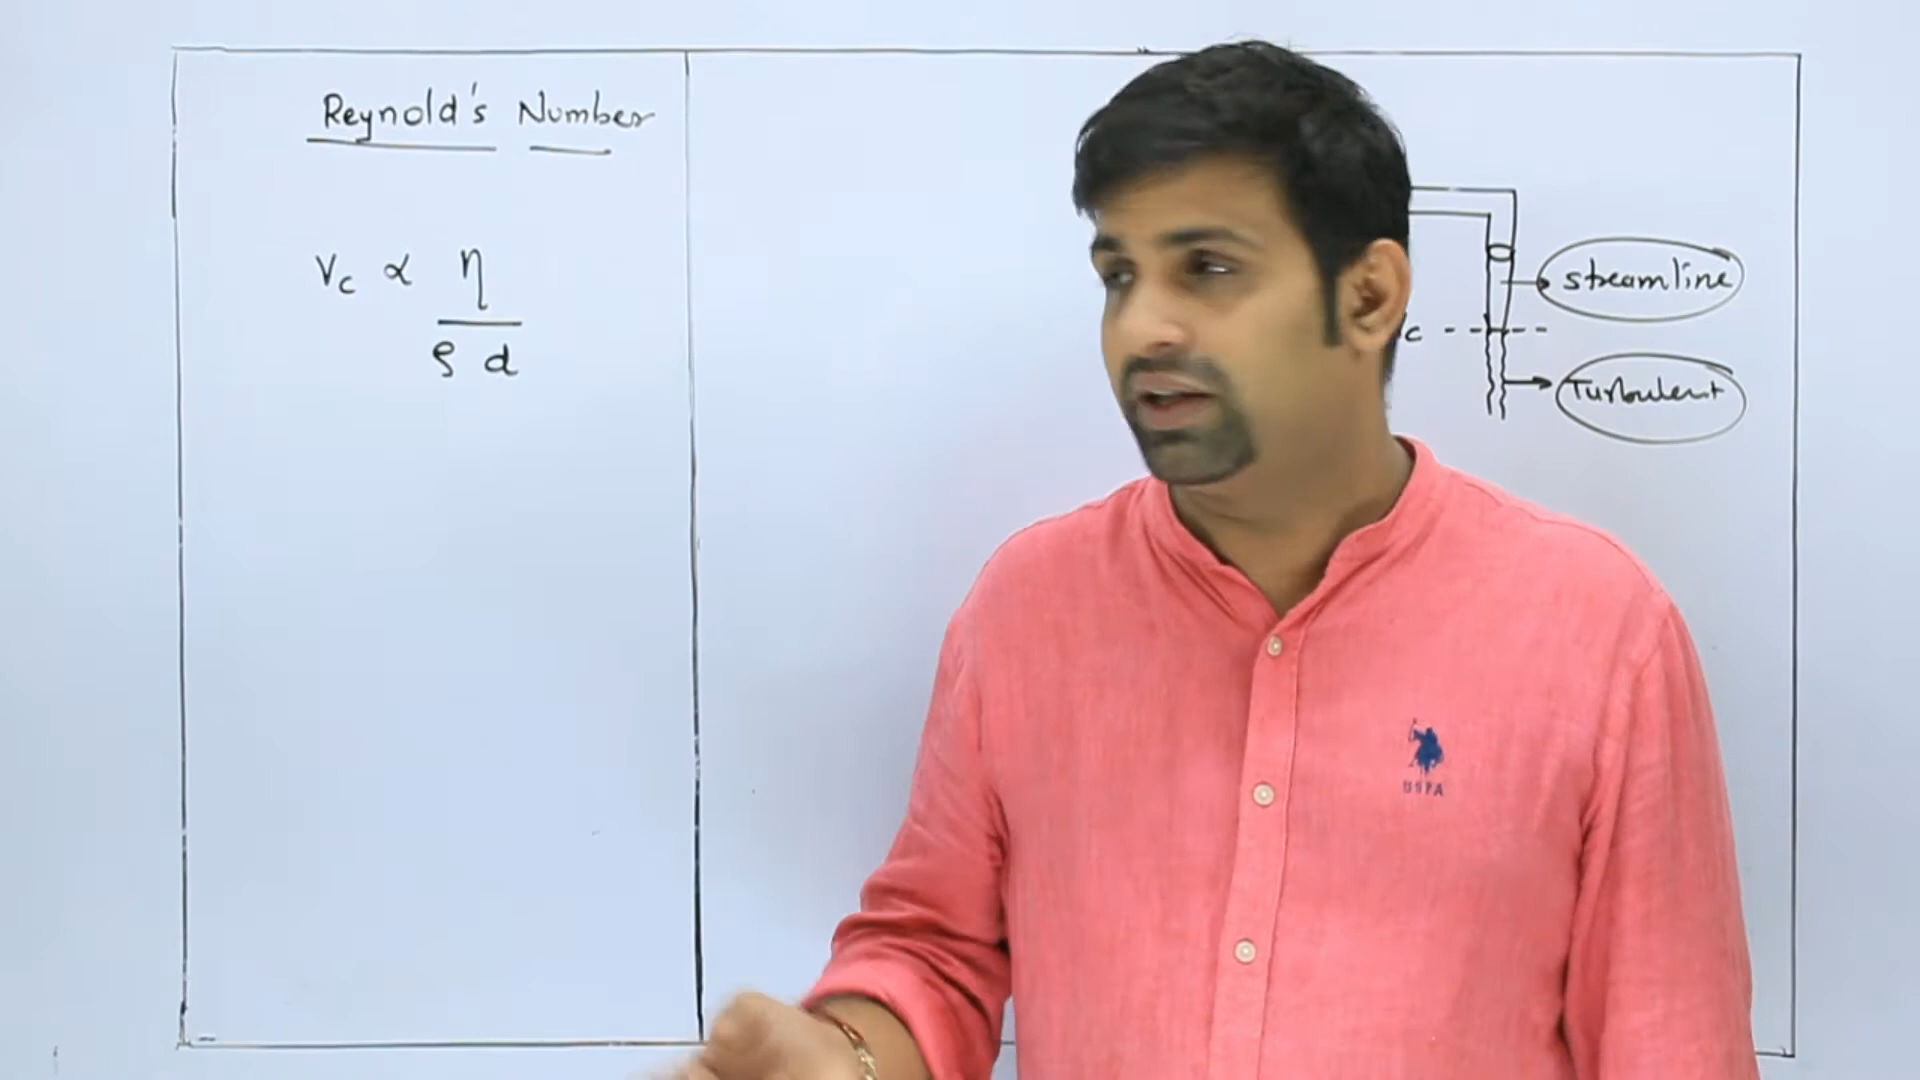 Reynold's Number
Vc ∝ η
ρ d
streamline
c
Turbulent
USPA